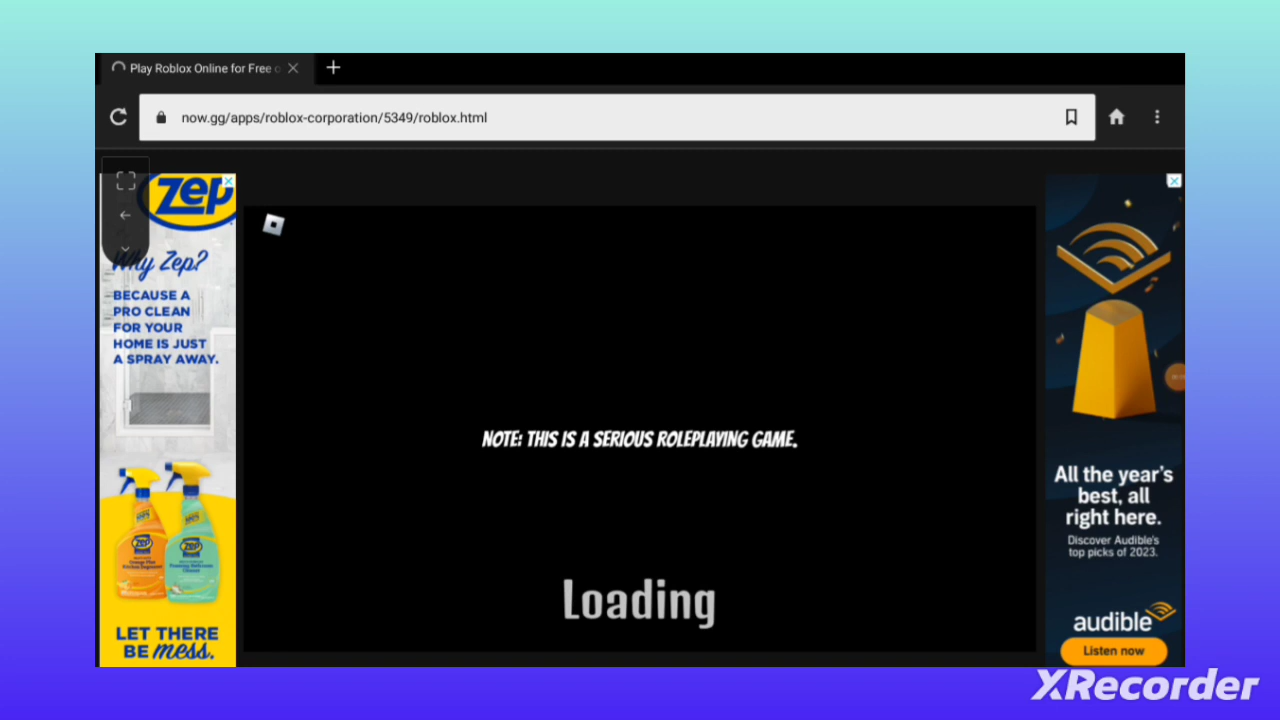 Play Roblox Online for Free o
now.gg/apps/roblox-corporation/5349/roblox.html
zep
Why Zep?
BECAUSE A
PRO CLEAN
FOR YOUR
HOME IS JUST
A SPRAY AWAY.
zep
zep
LET THERE
BE mess.
NOTE: THIS IS A SERIOUS ROLEPLAYING GAME.
Loading
All the year's
best, all
right here.
Discover Audible's
top picks of 2023.
audible
Listen now
XRecorder